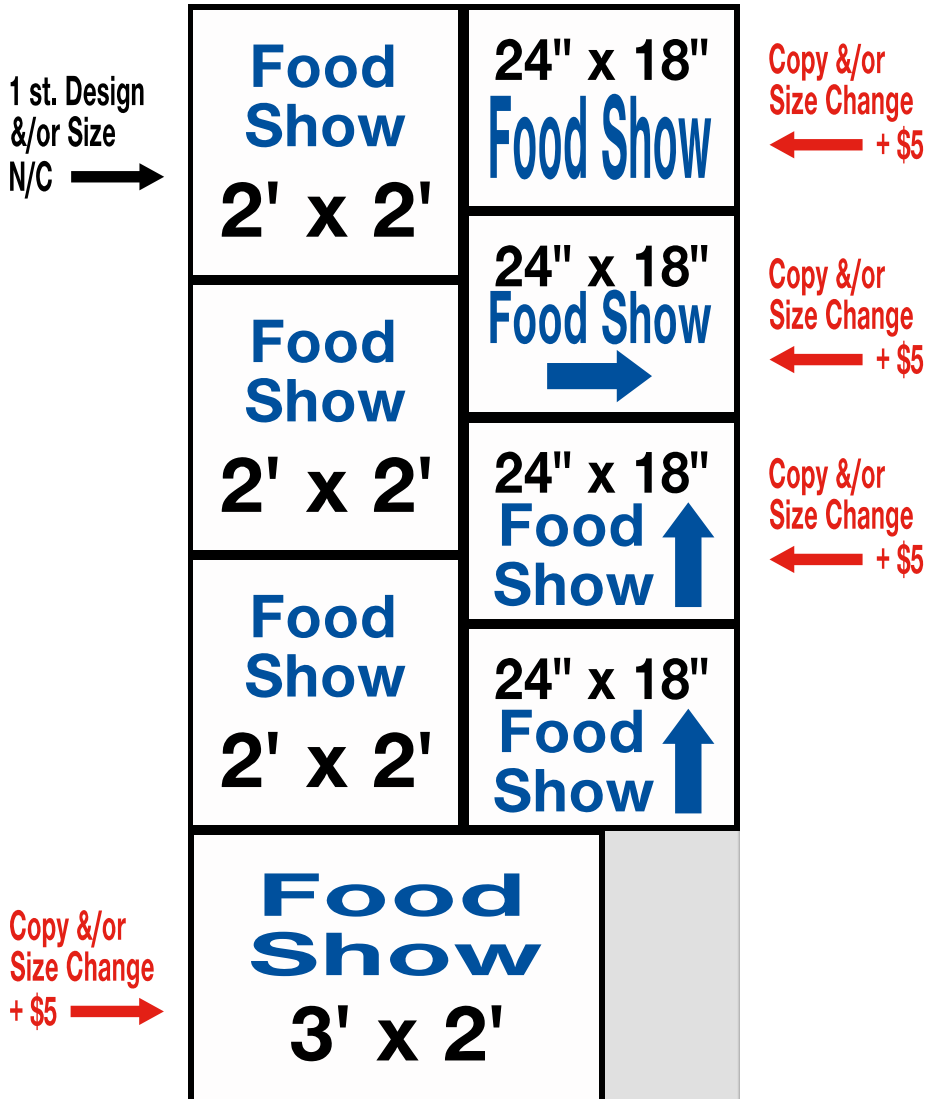 1 st. Design
&/or Size
N/C
Food
Show
2' x 2'
24" x 18"
Food Show
Copy &/or
Size Change
+ $5
24" x 18"
Food Show
Copy &/or
Size Change
+ $5
Food
Show
2' x 2'
24" x 18"
Food
Show
Copy &/or
Size Change
+ $5
Food
Show
2' x 2'
24" x 18"
Food
Show
Copy &/or
Size Change
+ $5
Food
Show
3' x 2'